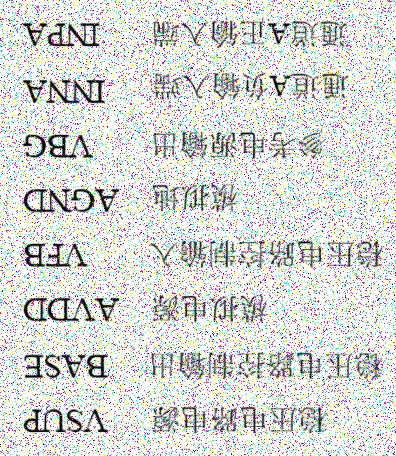 稳压电路电源 VSUP
稳压电路控制输出 BASE
模拟电源 AVDD
稳压电路控制输入 VFB
模拟地 AGND
参考电源输出 VBG
通道A负输入端 INNA
通道A正输入端 INPA